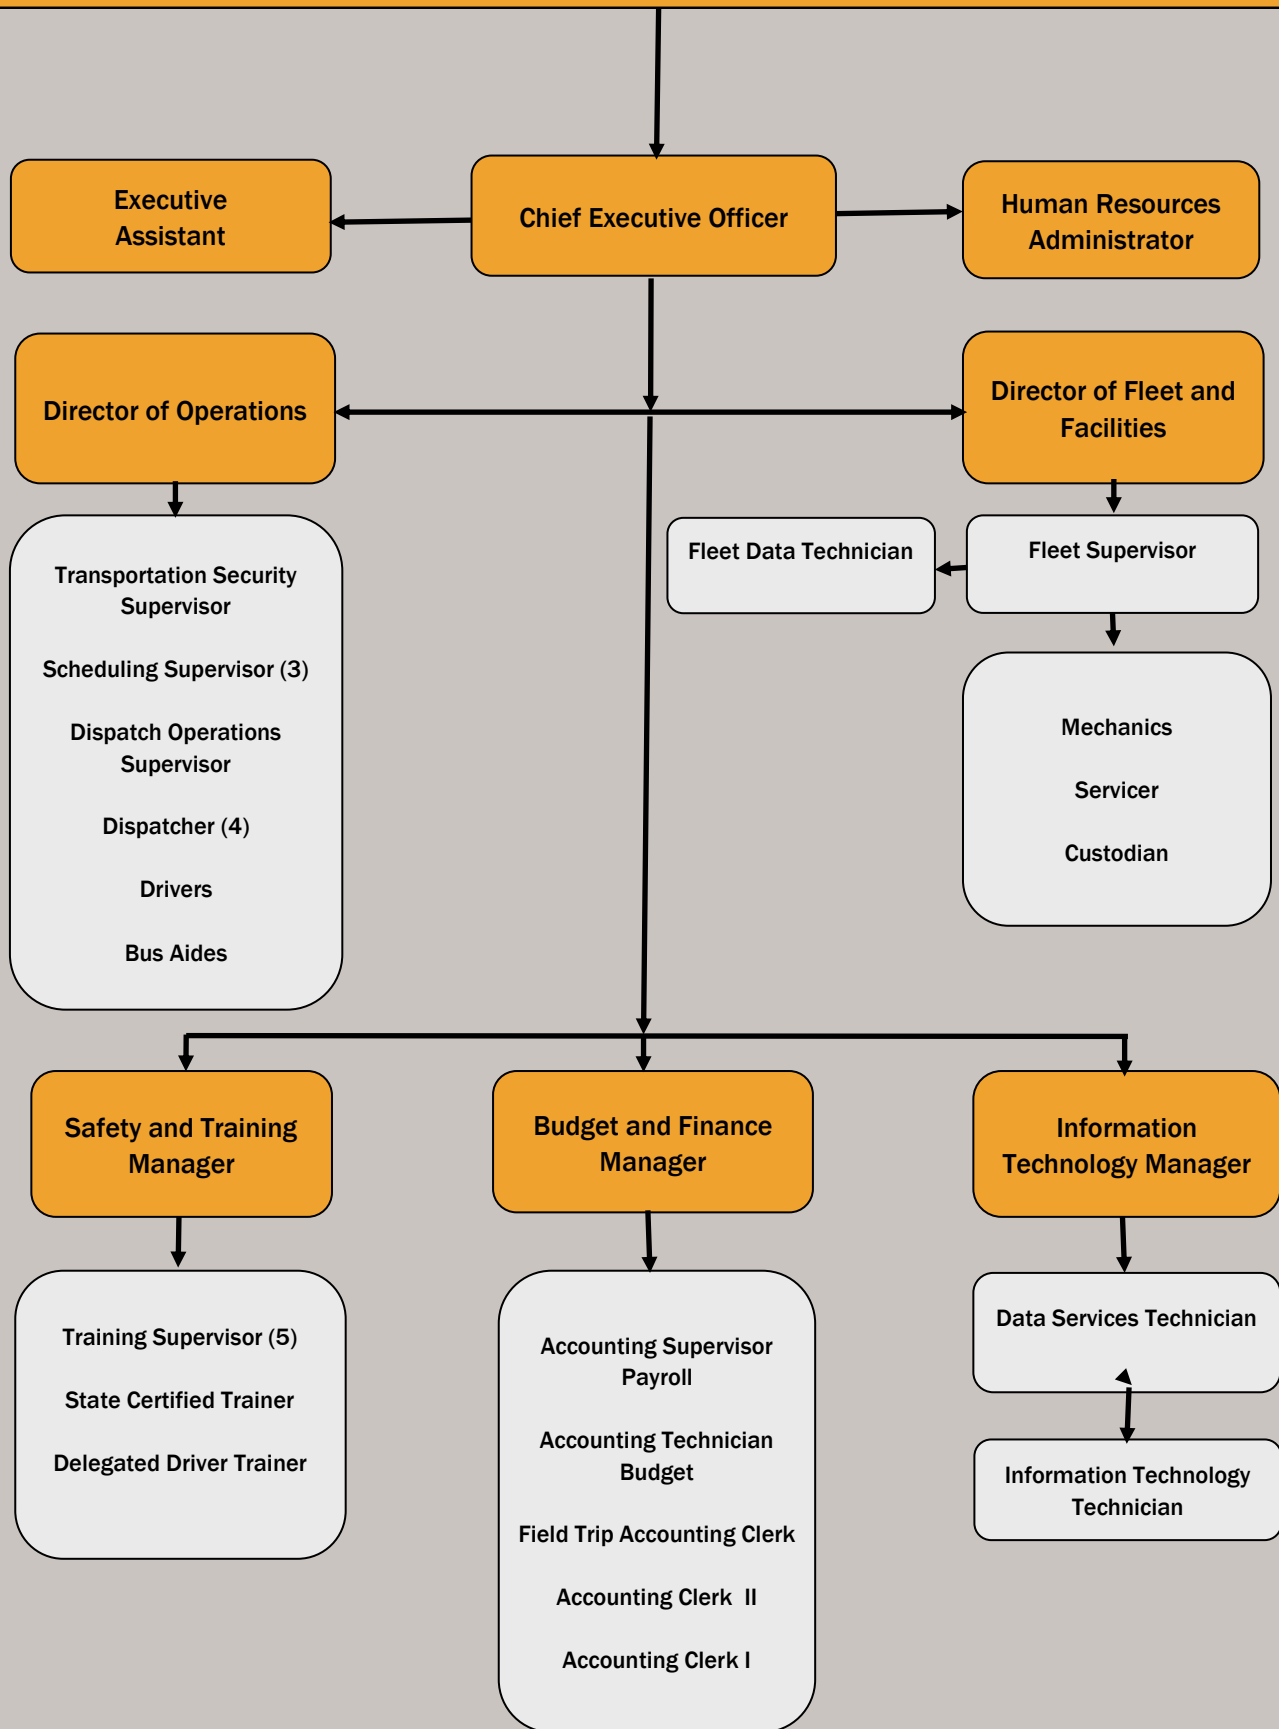 Executive
Assistant
Chief Executive Officer
Human Resources
Administrator
Director of Operations
Director of Fleet and
Facilities
Transportation Security
Supervisor
Scheduling Supervisor (3)
Dispatch Operations
Supervisor
Dispatcher (4)
Drivers
Bus Aides
Fleet Data Technician
Fleet Supervisor
Mechanics
Servicer
Custodian
Safety and Training
Manager
Budget and Finance
Manager
Information
Technology Manager
Training Supervisor (5)
State Certified Trainer
Delegated Driver Trainer
Accounting Supervisor
Payroll
Accounting Technician
Budget
Field Trip Accounting Clerk
Accounting Clerk  II
Accounting Clerk I
Data Services Technician
Information Technology
Technician